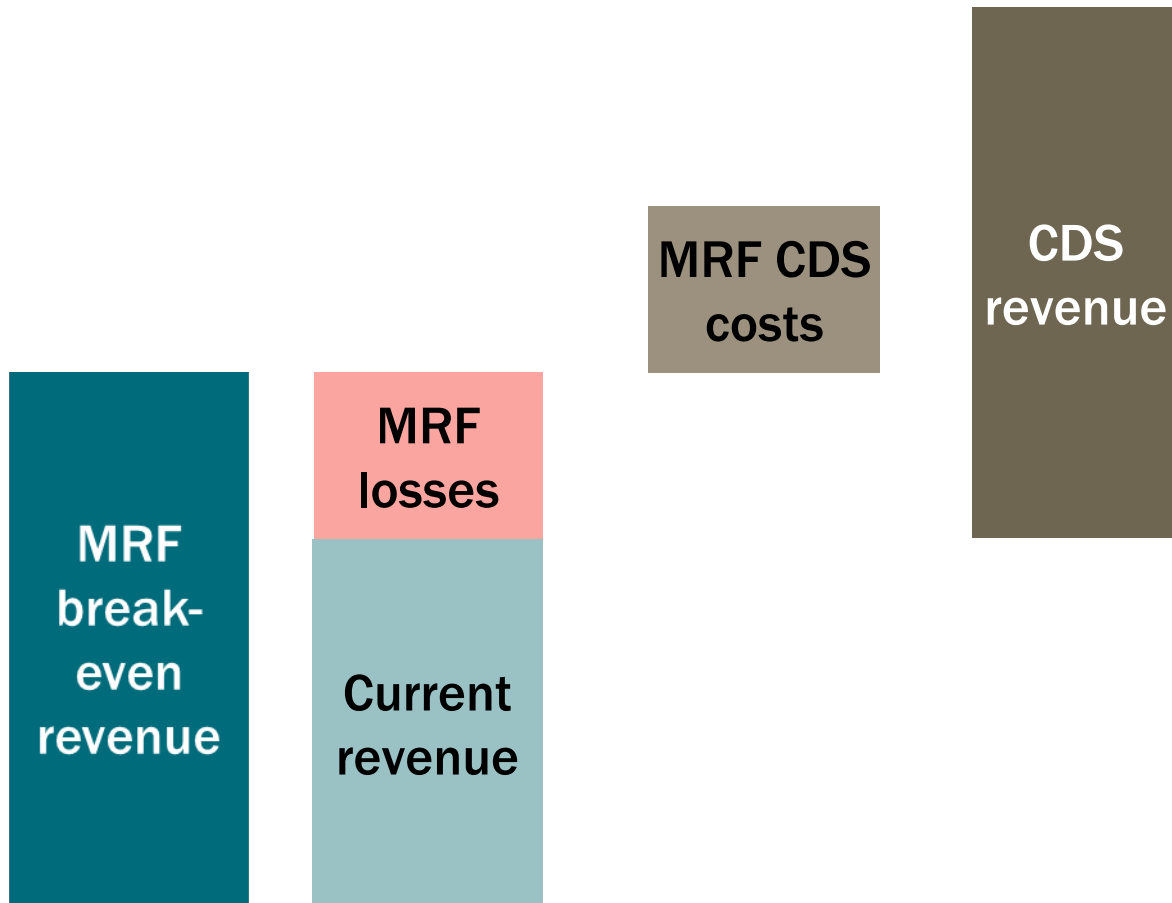 MRF
break-
even
revenue
MRF
losses
Current
revenue
MRF CDS
costs
CDS
revenue